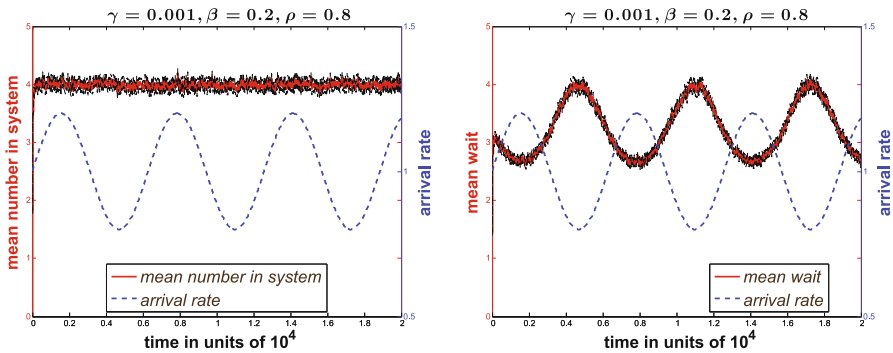 γ = 0.001, β = 0.2, ρ = 0.8
5
4
3
2
1
0
mean number in system
1.5
1
0.5
arrival rate
mean number in system
arrival rate
0 0.2 0.4 0.6 0.8 1 1.2 1.4 1.6 1.8 2
time in units of 10⁴
γ = 0.001, β = 0.2, ρ = 0.8
5
4
3
2
1
0
mean wait
1.5
1
0.5
arrival rate
mean wait
arrival rate
0 0.2 0.4 0.6 0.8 1 1.2 1.4 1.6 1.8 2
time in units of 10⁴